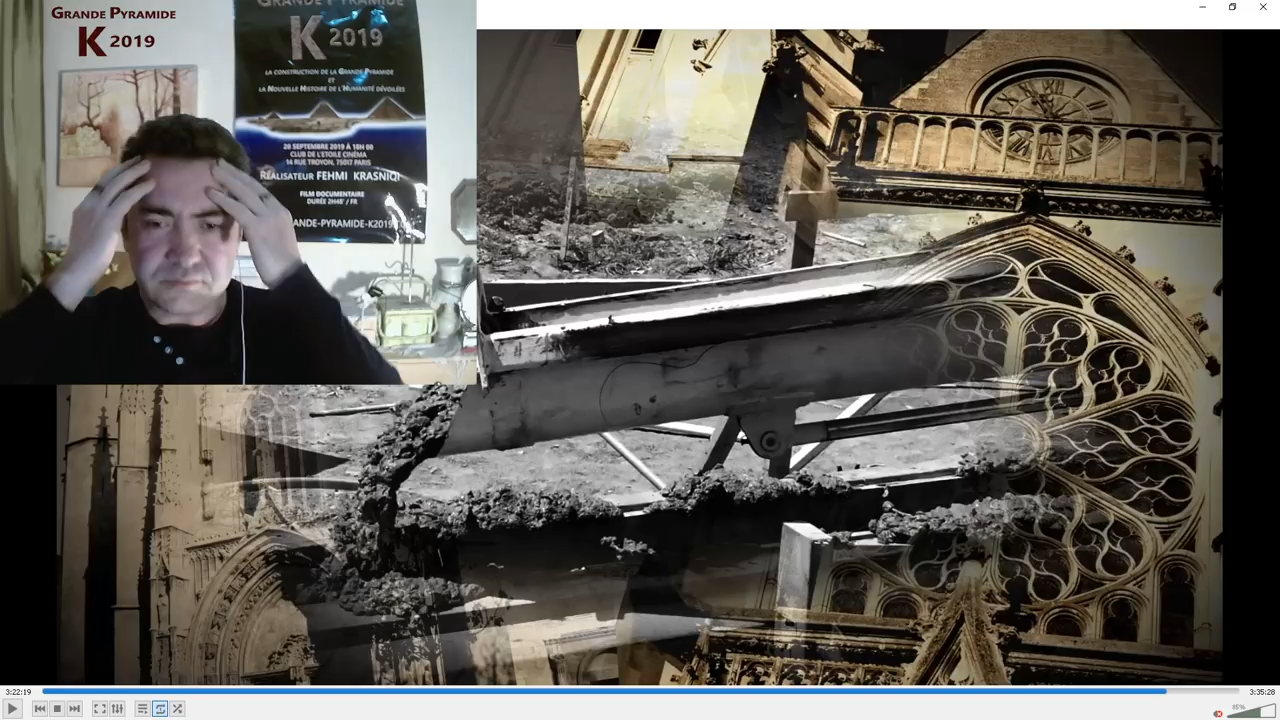 GRANDE PYRAMIDE
K 2019
GRANDE PYRAMIDE
K
2019
LA CONSTRUCTION DE LA GRANDE PYRAMIDE
ET
LA NOUVELLE HISTOIRE DE L'HUMANITÉ DÉVOILÉES
28 SEPTEMBRE 2019 À 15H 00
CLUB DE L'ETOILE CINÉMA
14 RUE TROYON, 75017 PARIS
RÉALISATEUR FEHMI KRASNIQI
FILM DOCUMENTAIRE
DURÉE 2H48' / FR
ANDE-PYRAMIDE-K2019
3:22:19
3:35:28
85%